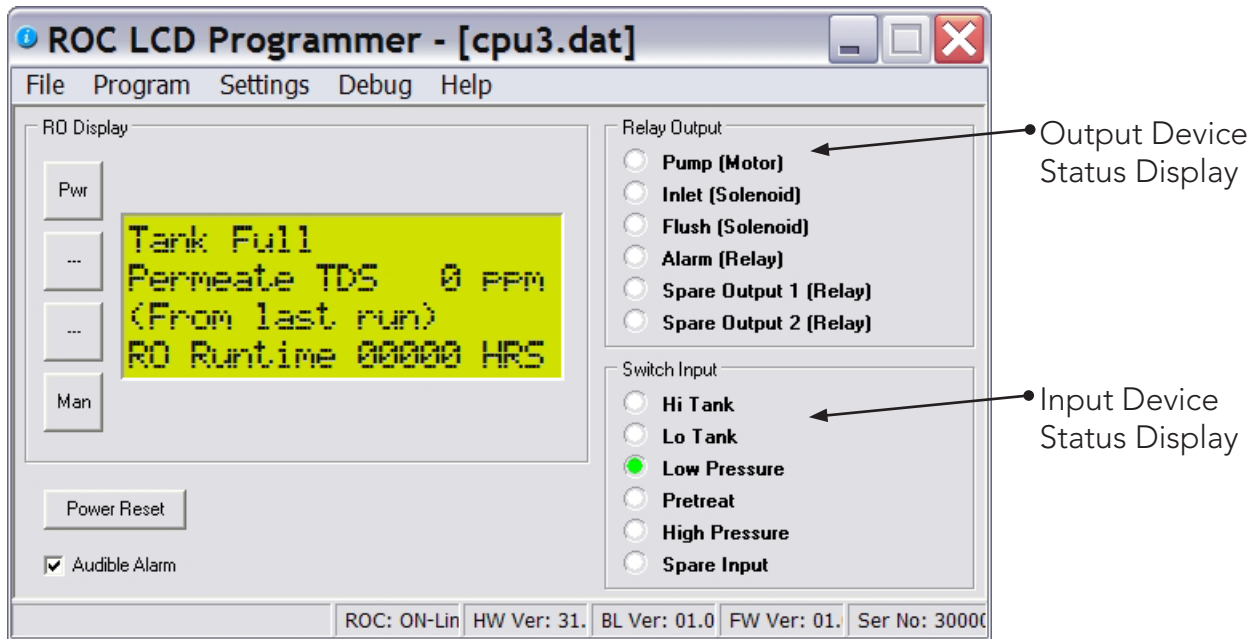 ROC LCD Programmer - [cpu3.dat]
File Program Settings Debug Help
RO Display
Pwr
...
...
Man
Tank Full
Permeate TDS 0 ppm
(From last run)
RO Runtime 00000 HRS
Power Reset
Audible Alarm
Relay Output
Pump (Motor)
Inlet (Solenoid)
Flush (Solenoid)
Alarm (Relay)
Spare Output 1 (Relay)
Spare Output 2 (Relay)
Switch Input
Hi Tank
Lo Tank
Low Pressure
Pretreat
High Pressure
Spare Input
Output Device
Status Display
Input Device
Status Display
ROC: ON-Lin HW Ver: 31. BL Ver: 01.0 FW Ver: 01. Ser No: 30000